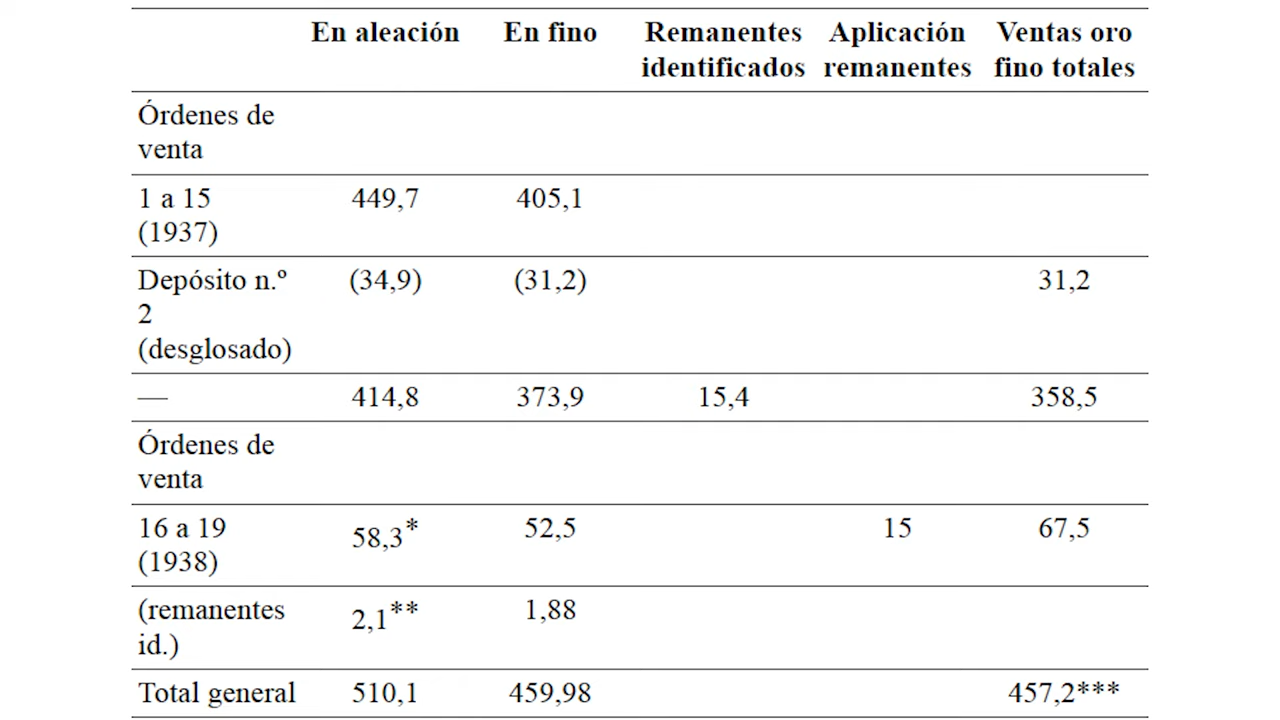 En aleación En fino Remanentes identificados Aplicación remanentes Ventas oro fino totales
Órdenes de
venta
1 a 15 449,7 405,1
(1937)
Depósito n.º (34,9) (31,2) 31,2
2
(desglosado)
— 414,8 373,9 15,4 358,5
Órdenes de
venta
16 a 19 58,3* 52,5 15 67,5
(1938)
(remanentes 2,1** 1,88
id.)
Total general 510,1 459,98 457,2***